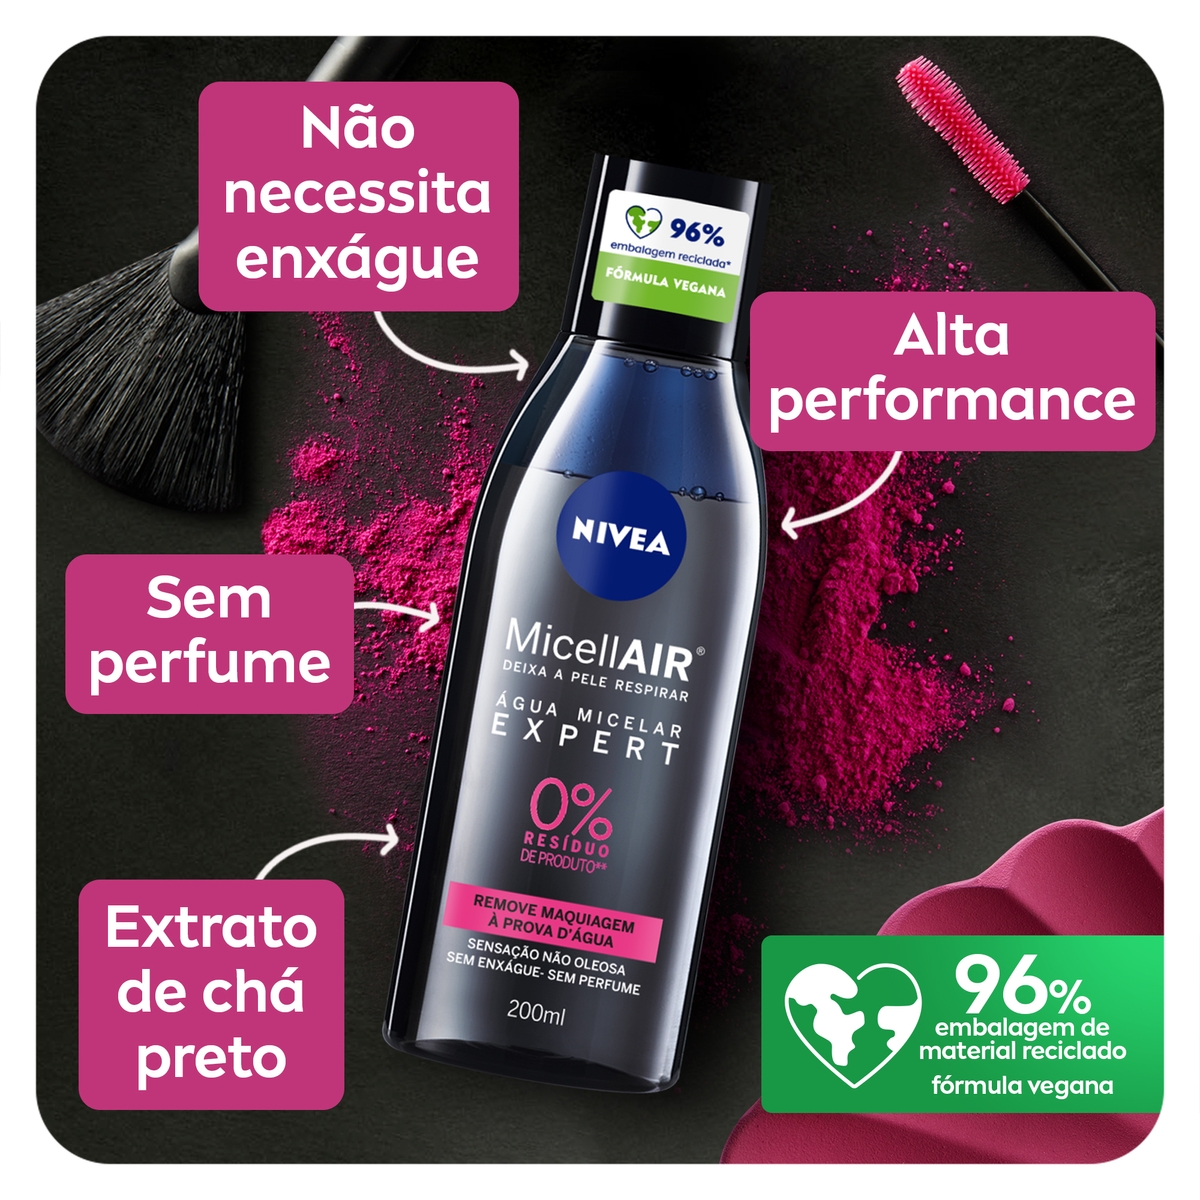 Não
necessita
enxágue
96%
embalagem reciclada*
FÓRMULA VEGANA
Alta
performance
NIVEA
Sem
perfume
MicellAIR®
DEIXA A PELE RESPIRAR
ÁGUA MICELAR
EXPERT
0%
RESÍDUO
DE PRODUTO**
REMOVE MAQUIAGEM
À PROVA D'ÁGUA
SENSAÇÃO NÃO OLEOSA
SEM ENXÁGUE- SEM PERFUME
200ml
Extrato
de chá
preto
96%
embalagem de
material reciclado
fórmula vegana